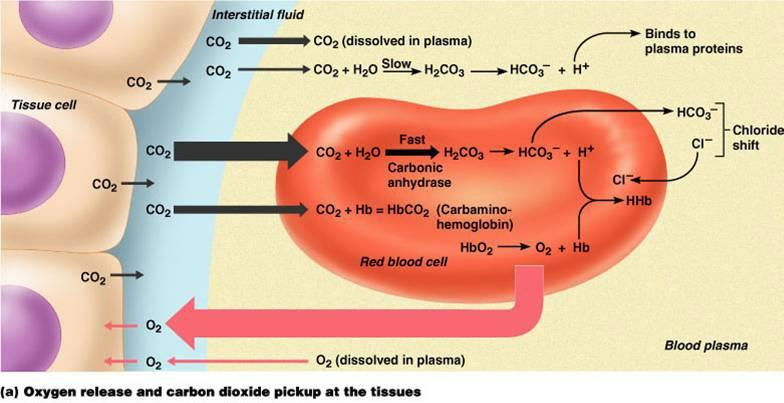 Interstitial fluid
CO₂ → CO₂ (dissolved in plasma)
Binds to
plasma proteins
CO₂ → CO₂ + H₂O Slow → H₂CO₃ → HCO₃⁻ + H⁺
CO₂ →
Tissue cell
HCO₃⁻
Chloride
shift
Cl⁻
CO₂ → CO₂ + H₂O Fast → H₂CO₃ → HCO₃⁻ + H⁺
Carbonic
anhydrase
CO₂ →
Cl⁻
HHb
CO₂ → CO₂ + Hb = HbCO₂ (Carbamino-
hemoglobin)
HbO₂ → O₂ + Hb
Red blood cell
CO₂ →
O₂
Blood plasma
O₂ ← O₂ (dissolved in plasma)
(a) Oxygen release and carbon dioxide pickup at the tissues